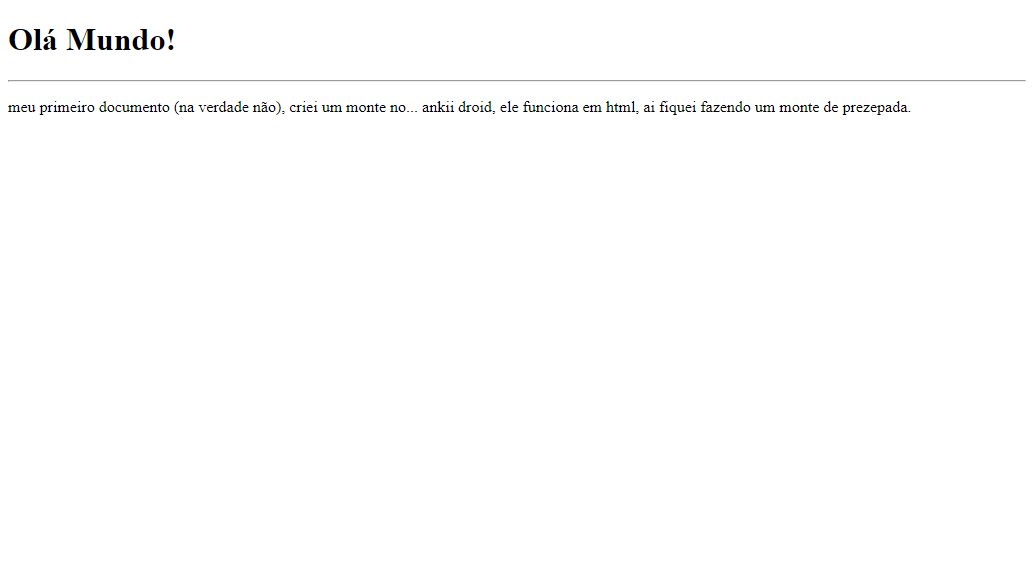 Olá Mundo!
meu primeiro documento (na verdade não), criei um monte no... ankii droid, ele funciona em html, ai fiquei fazendo um monte de prezepada.